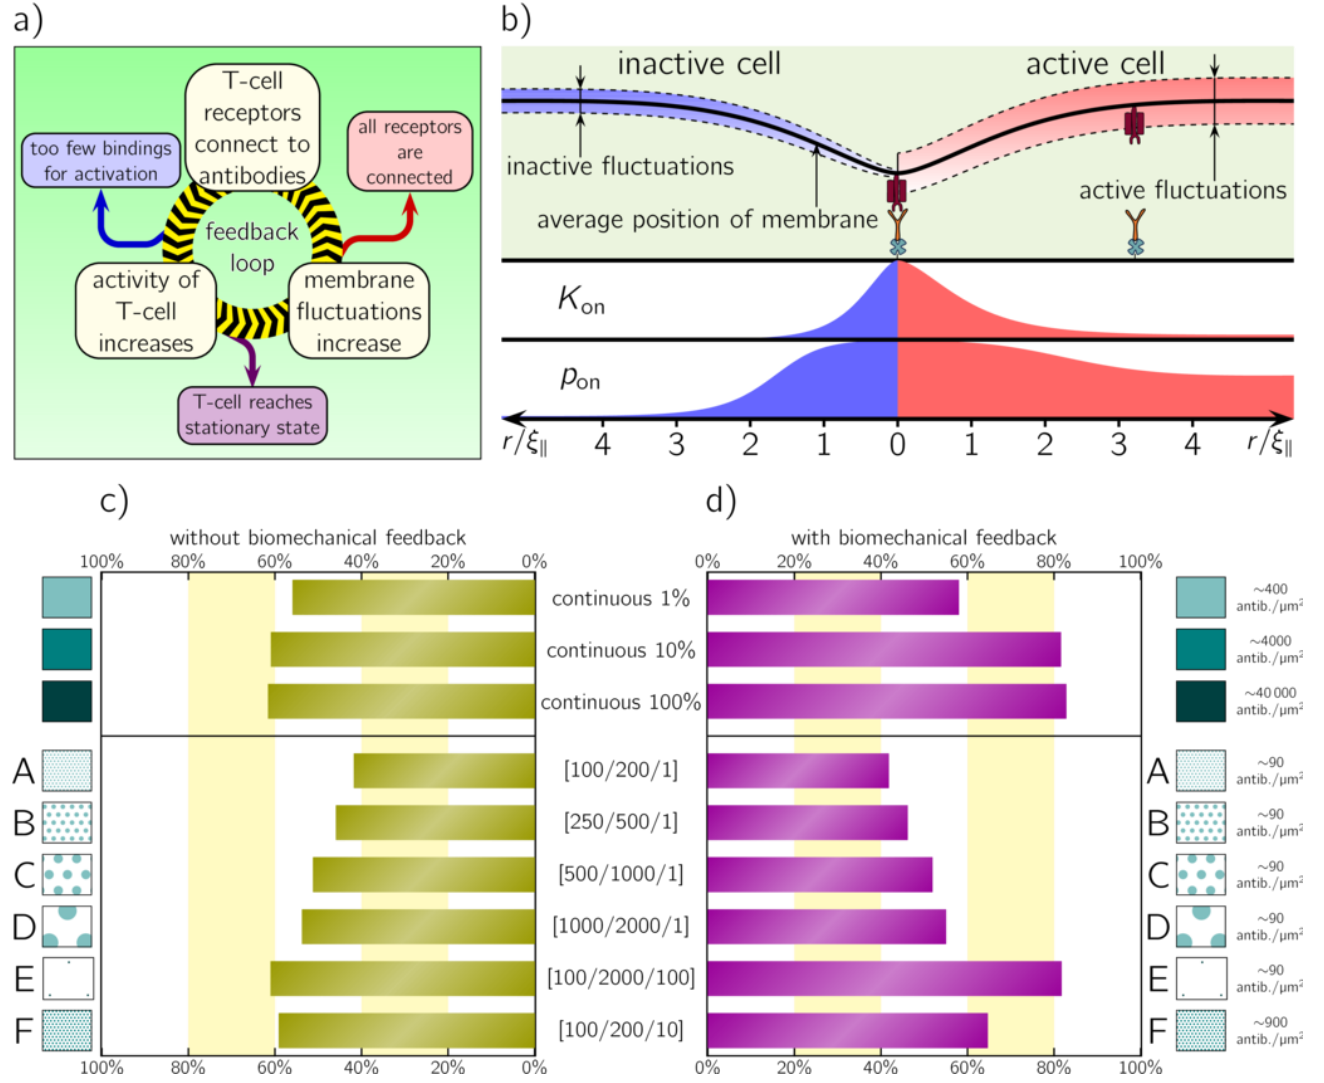 a)
T-cell
receptors
connect to
antibodies
too few bindings
for activation
all receptors
are
connected
feedback
loop
activity of
T-cell
increases
membrane
fluctuations
increase
T-cell reaches
stationary state
b)
inactive cell
active cell
inactive fluctuations
active fluctuations
average position of membrane
K_on
p_on
r/ξ_∥ 4 3 2 1 0 1 2 3 4 r/ξ_∥
c)
without biomechanical feedback
100% 80% 60% 40% 20% 0%
d)
with biomechanical feedback
0% 20% 40% 60% 80% 100%
continuous 1%
~400
antib./µm²
continuous 10%
~4000
antib./µm²
continuous 100%
~40 000
antib./µm²
A [100/200/1] A
~90
antib./µm²
B [250/500/1] B
~90
antib./µm²
C [500/1000/1] C
~90
antib./µm²
D [1000/2000/1] D
~90
antib./µm²
E [100/2000/100] E
~90
antib./µm²
F [100/200/10] F
~900
antib./µm²
100% 80% 60% 40% 20% 0%
0% 20% 40% 60% 80% 100%